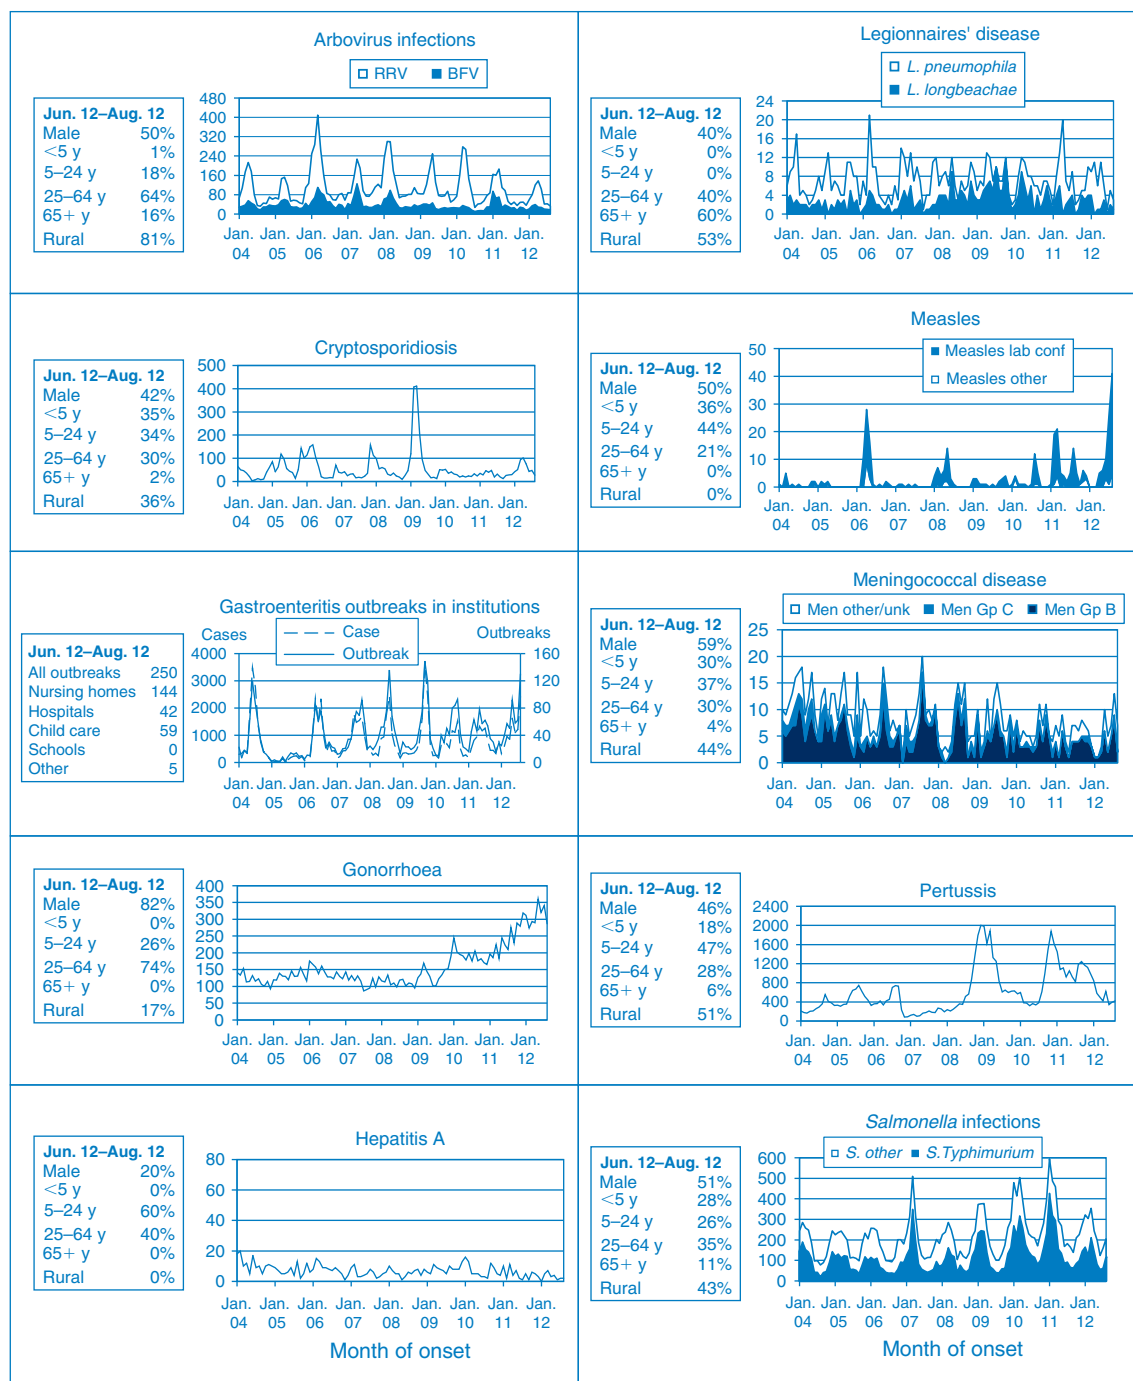 Arbovirus infections
RRV BFV
Jun. 12–Aug. 12
Male 50%
<5 y 1%
5–24 y 18%
25–64 y 64%
65+ y 16%
Rural 81%
480
400
320
240
160
80
0
Jan. Jan. Jan. Jan. Jan. Jan. Jan. Jan. Jan.
04 05 06 07 08 09 10 11 12
Legionnaires' disease
L. pneumophila
L. longbeachae
Jun. 12–Aug. 12
Male 40%
<5 y 0%
5–24 y 0%
25–64 y 40%
65+ y 60%
Rural 53%
24
20
16
12
8
4
0
Jan. Jan. Jan. Jan. Jan. Jan. Jan. Jan. Jan.
04 05 06 07 08 09 10 11 12
Cryptosporidiosis
Jun. 12–Aug. 12
Male 42%
<5 y 35%
5–24 y 34%
25–64 y 30%
65+ y 2%
Rural 36%
500
400
300
200
100
0
Jan. Jan. Jan. Jan. Jan. Jan. Jan. Jan. Jan.
04 05 06 07 08 09 10 11 12
Measles
Measles lab conf
Measles other
Jun. 12–Aug. 12
Male 50%
<5 y 36%
5–24 y 44%
25–64 y 21%
65+ y 0%
Rural 0%
50
40
30
20
10
0
Jan. Jan. Jan. Jan. Jan. Jan. Jan. Jan. Jan.
04 05 06 07 08 09 10 11 12
Gastroenteritis outbreaks in institutions
Cases Outbreaks
Case
Outbreak
Jun. 12–Aug. 12
All outbreaks 250
Nursing homes 144
Hospitals 42
Child care 59
Schools 0
Other 5
4000 160
3000 120
2000 80
1000 40
0 0
Jan. Jan. Jan. Jan. Jan. Jan. Jan. Jan. Jan.
04 05 06 07 08 09 10 11 12
Meningococcal disease
Men other/unk Men Gp C Men Gp B
Jun. 12–Aug. 12
Male 59%
<5 y 30%
5–24 y 37%
25–64 y 30%
65+ y 4%
Rural 44%
25
20
15
10
5
0
Jan. Jan. Jan. Jan. Jan. Jan. Jan. Jan. Jan.
04 05 06 07 08 09 10 11 12
Gonorrhoea
Jun. 12–Aug. 12
Male 82%
<5 y 0%
5–24 y 26%
25–64 y 74%
65+ y 0%
Rural 17%
400
350
300
250
200
150
100
50
0
Jan. Jan. Jan. Jan. Jan. Jan. Jan. Jan. Jan.
04 05 06 07 08 09 10 11 12
Pertussis
Jun. 12–Aug. 12
Male 46%
<5 y 18%
5–24 y 47%
25–64 y 28%
65+ y 6%
Rural 51%
2400
2000
1600
1200
800
400
0
Jan. Jan. Jan. Jan. Jan. Jan. Jan. Jan. Jan.
04 05 06 07 08 09 10 11 12
Hepatitis A
Jun. 12–Aug. 12
Male 20%
<5 y 0%
5–24 y 60%
25–64 y 40%
65+ y 0%
Rural 0%
80
60
40
20
0
Jan. Jan. Jan. Jan. Jan. Jan. Jan. Jan. Jan.
04 05 06 07 08 09 10 11 12
Month of onset
Salmonella infections
S. other S.Typhimurium
Jun. 12–Aug. 12
Male 51%
<5 y 28%
5–24 y 26%
25–64 y 35%
65+ y 11%
Rural 43%
600
500
400
300
200
100
0
Jan. Jan. Jan. Jan. Jan. Jan. Jan. Jan. Jan.
04 05 06 07 08 09 10 11 12
Month of onset